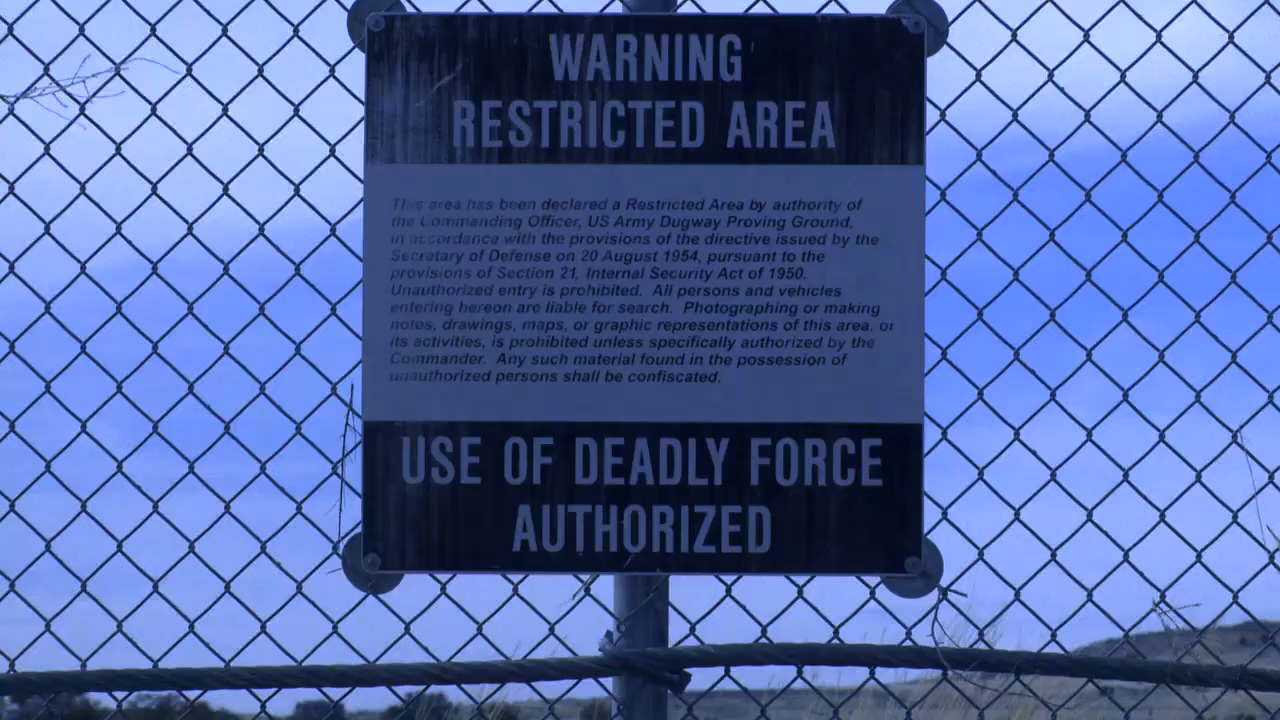 WARNING
RESTRICTED AREA
This area has been declared a Restricted Area by authority of
the Commanding Officer, US Army Dugway Proving Ground,
in accordance with the provisions of the directive issued by the
Secretary of Defense on 20 August 1954, pursuant to the
provisions of Section 21, Internal Security Act of 1950.
Unauthorized entry is prohibited. All persons and vehicles
entering hereon are liable for search. Photographing or making
notes, drawings, maps, or graphic representations of this area, or
its activities, is prohibited unless specifically authorized by the
Commander. Any such material found in the possession of
unauthorized persons shall be confiscated.
USE OF DEADLY FORCE
AUTHORIZED